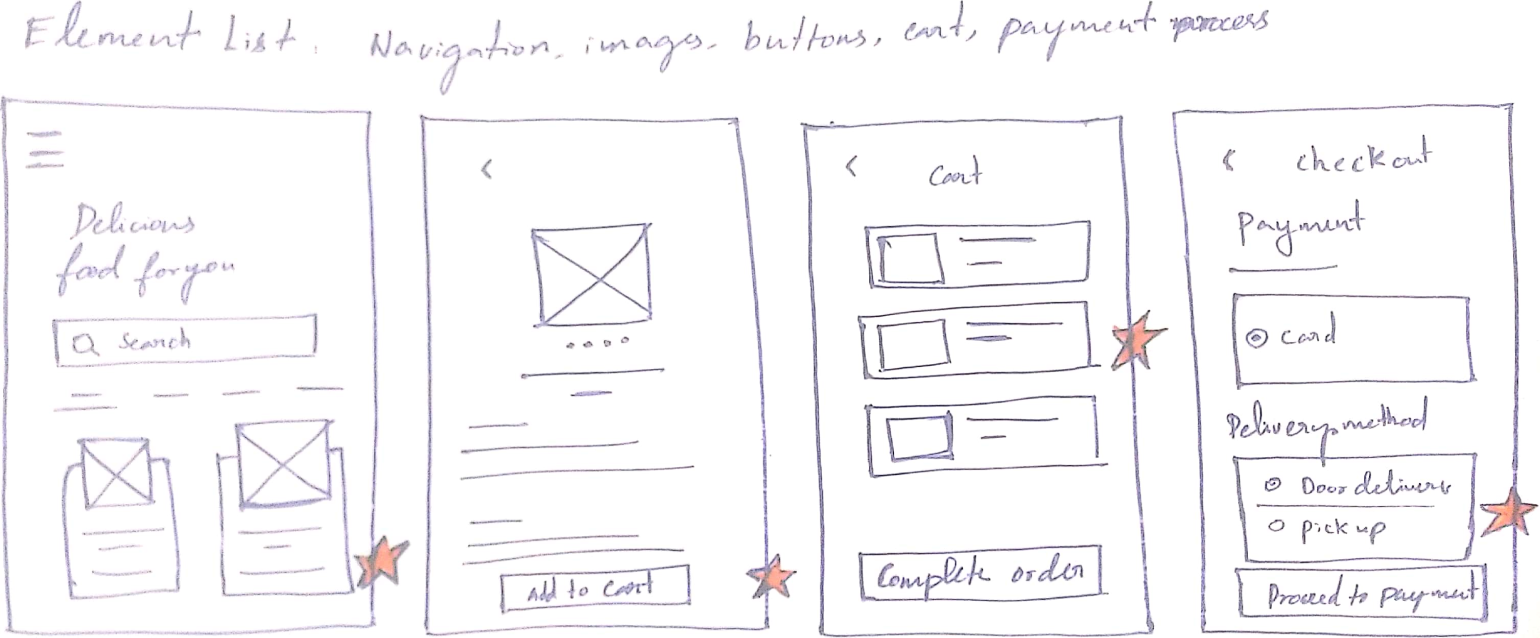 Element List. Navigation, images, buttons, cart, payment process
Delicious
food for you
Search
Add to Cart
Cart
Complete order
checkout
Payment
Card
Delivery method
Door delivery
Pick up
Proceed to payment